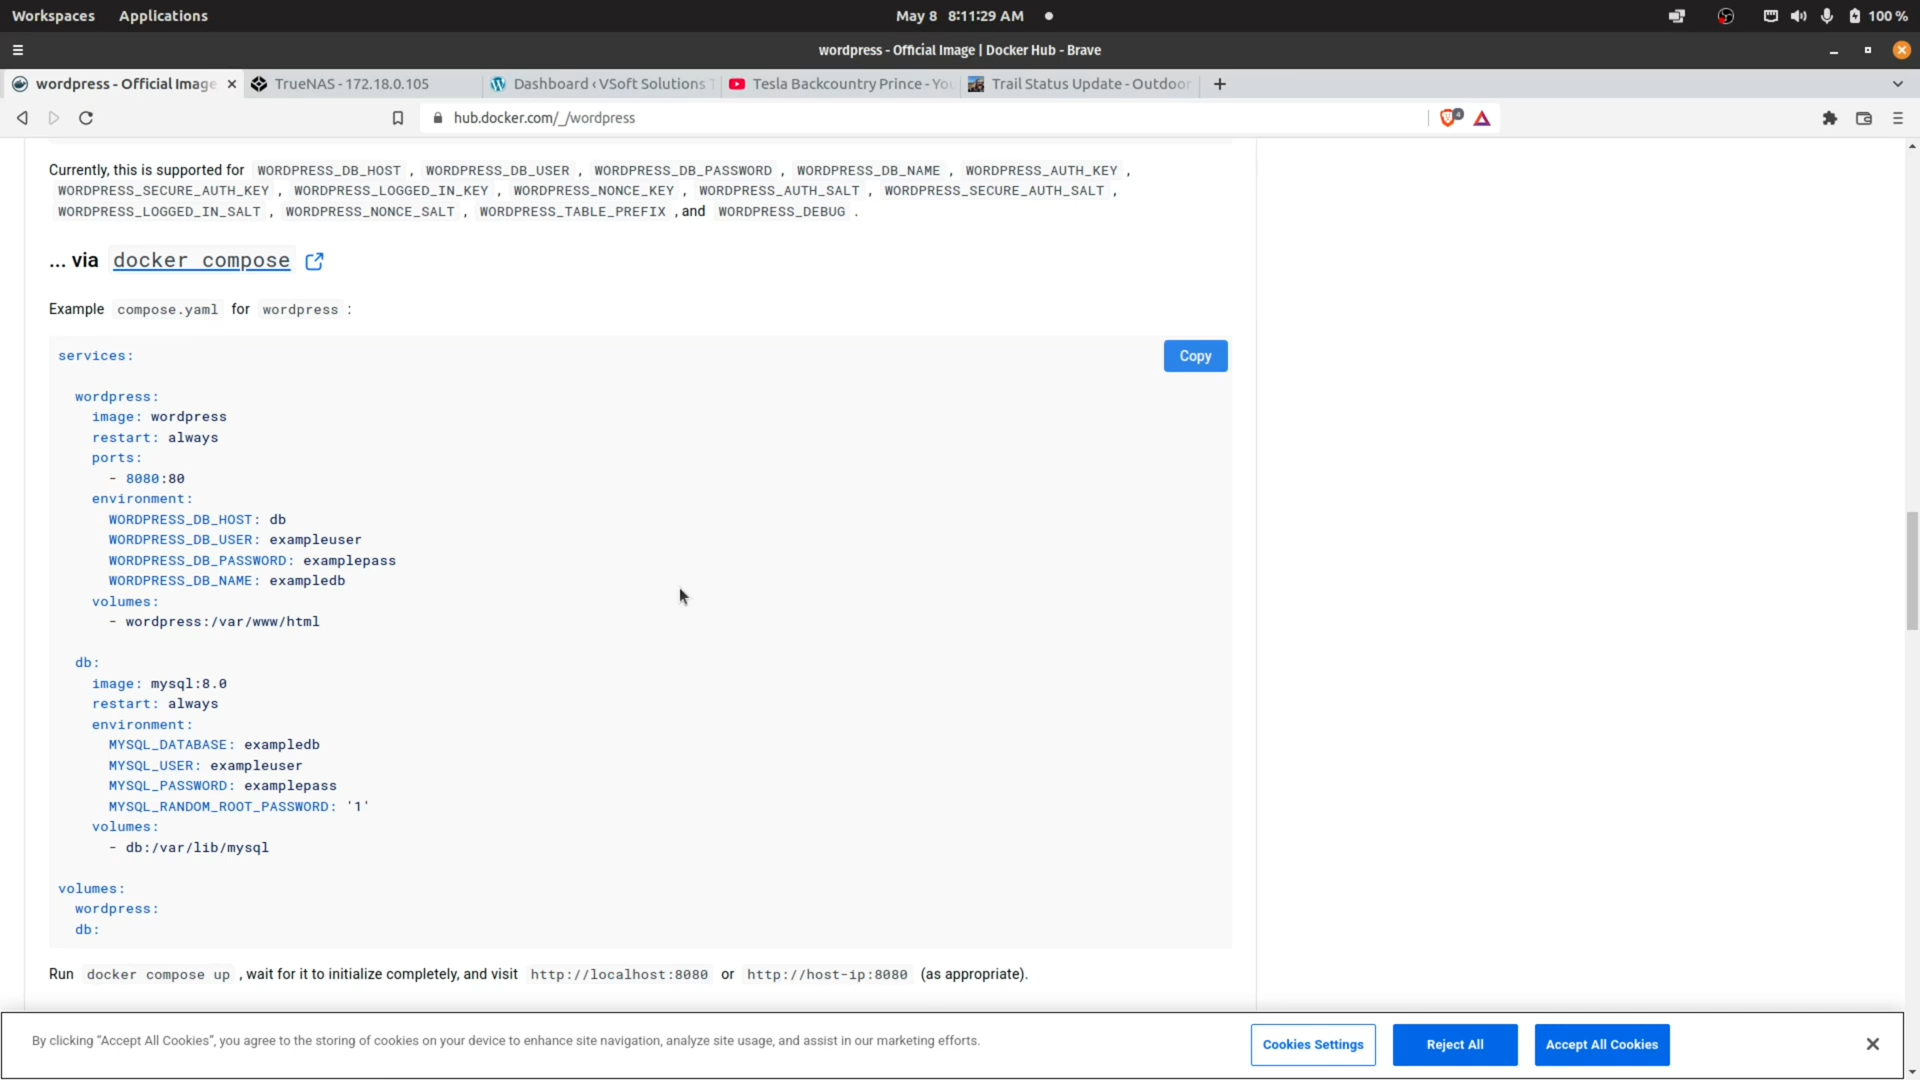 Workspaces Applications May 8 8:11:29 AM 100 %
wordpress - Official Image | Docker Hub - Brave
wordpress - Official Image TrueNAS - 172.18.0.105 Dashboard ‹ VSoft Solutions Tesla Backcountry Prince - You Trail Status Update - Outdoor
hub.docker.com/_/wordpress
Currently, this is supported for WORDPRESS_DB_HOST , WORDPRESS_DB_USER , WORDPRESS_DB_PASSWORD , WORDPRESS_DB_NAME , WORDPRESS_AUTH_KEY ,
WORDPRESS_SECURE_AUTH_KEY , WORDPRESS_LOGGED_IN_KEY , WORDPRESS_NONCE_KEY , WORDPRESS_AUTH_SALT , WORDPRESS_SECURE_AUTH_SALT ,
WORDPRESS_LOGGED_IN_SALT , WORDPRESS_NONCE_SALT , WORDPRESS_TABLE_PREFIX , and WORDPRESS_DEBUG .
... via docker compose
Example compose.yaml for wordpress :
services:
Copy
wordpress:
image: wordpress
restart: always
ports:
- 8080:80
environment:
WORDPRESS_DB_HOST: db
WORDPRESS_DB_USER: exampleuser
WORDPRESS_DB_PASSWORD: examplepass
WORDPRESS_DB_NAME: exampledb
volumes:
- wordpress:/var/www/html
db:
image: mysql:8.0
restart: always
environment:
MYSQL_DATABASE: exampledb
MYSQL_USER: exampleuser
MYSQL_PASSWORD: examplepass
MYSQL_RANDOM_ROOT_PASSWORD: '1'
volumes:
- db:/var/lib/mysql
volumes:
wordpress:
db:
Run docker compose up , wait for it to initialize completely, and visit http://localhost:8080 or http://host-ip:8080 (as appropriate).
By clicking “Accept All Cookies”, you agree to the storing of cookies on your device to enhance site navigation, analyze site usage, and assist in our marketing efforts.
Cookies Settings Reject All Accept All Cookies